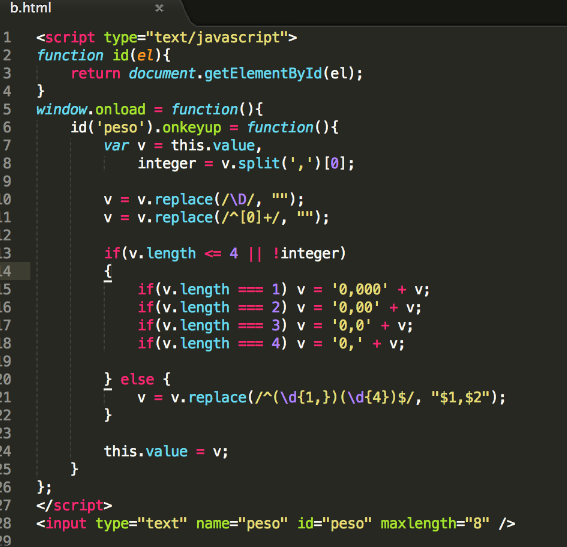 b.html ×
1 <script type="text/javascript">
2 function id(el){
3 return document.getElementById(el);
4 }
5 window.onload = function(){
6 id('peso').onkeyup = function(){
7 var v = this.value,
8 integer = v.split(',')[0];
9
10 v = v.replace(/\D/, "");
11 v = v.replace(/^[0]+/, "");
12
13 if(v.length <= 4 || !integer)
14 {
15 if(v.length === 1) v = '0,000' + v;
16 if(v.length === 2) v = '0,00' + v;
17 if(v.length === 3) v = '0,0' + v;
18 if(v.length === 4) v = '0,' + v;
19
20 } else {
21 v = v.replace(/^(\d{1,})(\d{4})$/, "$1,$2");
22 }
23
24 this.value = v;
25 }
26 };
27 </script>
28 <input type="text" name="peso" id="peso" maxlength="8" />
29